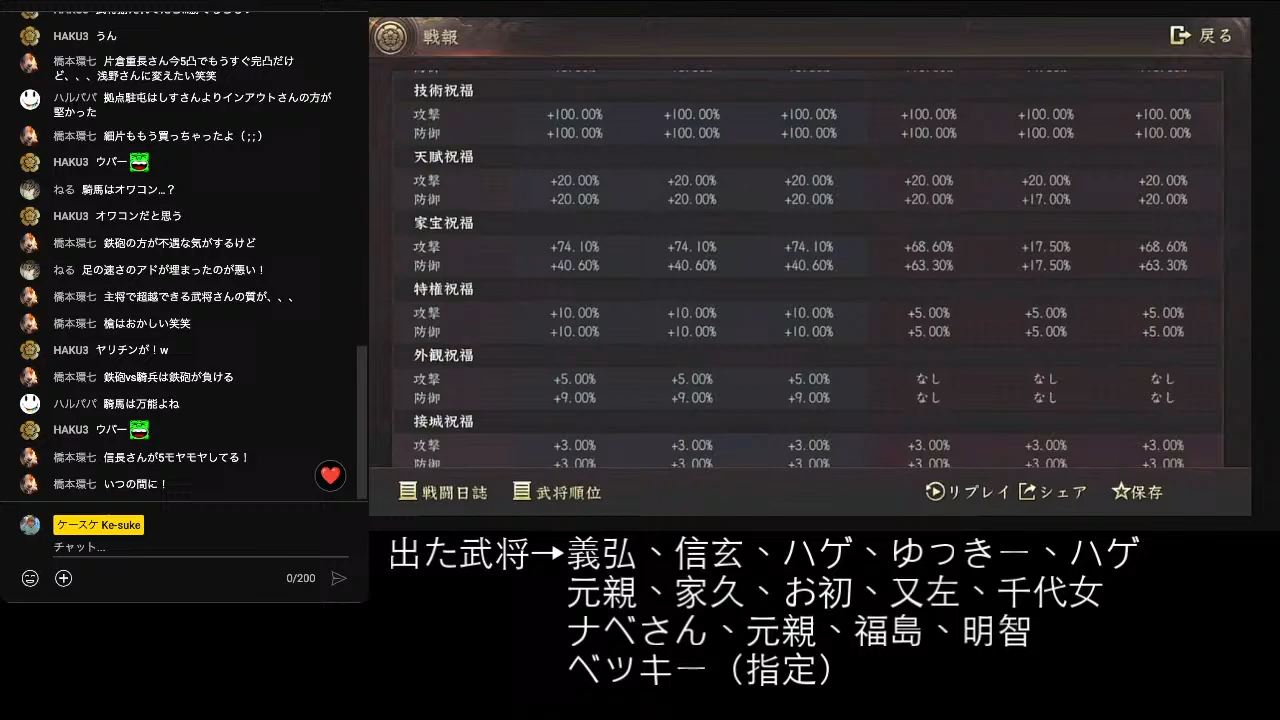 HAKU3 うん
橋本環七 片倉重長さん今5凸でもうすぐ完凸だけ
ど、、、浅野さんに変えたい笑笑
ハルパパ 拠点駐屯はしすさんよりインアウトさんの方が
堅かった
橋本環七 細片ももう買っちゃったよ（ ; ; ）
HAKU3 ウパー
ねる 騎馬はオワコン…？
HAKU3 オワコンだと思う
橋本環七 鉄砲の方が不遇な気がするけど
ねる 足の速さのアドが埋まったのが悪い！
橋本環七 主将で超越できる武将さんの質が、、、
橋本環七 槍はおかしい笑笑
HAKU3 ヤリチンが！w
橋本環七 鉄砲vs騎兵は鉄砲が負ける
ハルパパ 騎馬は万能よね
HAKU3 ウパー
橋本環七 信長さんが5モヤモヤしてる！
橋本環七 いつの間に！
ケースケ Ke-suke
チャット...
0/200
戦報
戻る
技術祝福
攻撃 +100.00% +100.00% +100.00% +100.00% +100.00% +100.00%
防御 +100.00% +100.00% +100.00% +100.00% +100.00% +100.00%
天賦祝福
攻撃 +20.00% +20.00% +20.00% +20.00% +20.00% +20.00%
防御 +20.00% +20.00% +20.00% +20.00% +17.00% +20.00%
家宝祝福
攻撃 +74.10% +74.10% +74.10% +68.60% +17.50% +68.60%
防御 +40.60% +40.60% +40.60% +63.30% +17.50% +63.30%
特権祝福
攻撃 +10.00% +10.00% +10.00% +5.00% +5.00% +5.00%
防御 +10.00% +10.00% +10.00% +5.00% +5.00% +5.00%
外観祝福
攻撃 +5.00% +5.00% +5.00% なし なし なし
防御 +9.00% +9.00% +9.00% なし なし なし
接城祝福
攻撃 +3.00% +3.00% +3.00% +3.00% +3.00% +3.00%
防御 +3.00% +3.00% +3.00% +3.00% +3.00% +3.00%
戦闘日誌 武将順位 リプレイ シェア 保存
出た武将→義弘、信玄、ハゲ、ゆっきー、ハゲ
元親、家久、お初、又左、千代女
ナベさん、元親、福島、明智
ベッキー（指定）